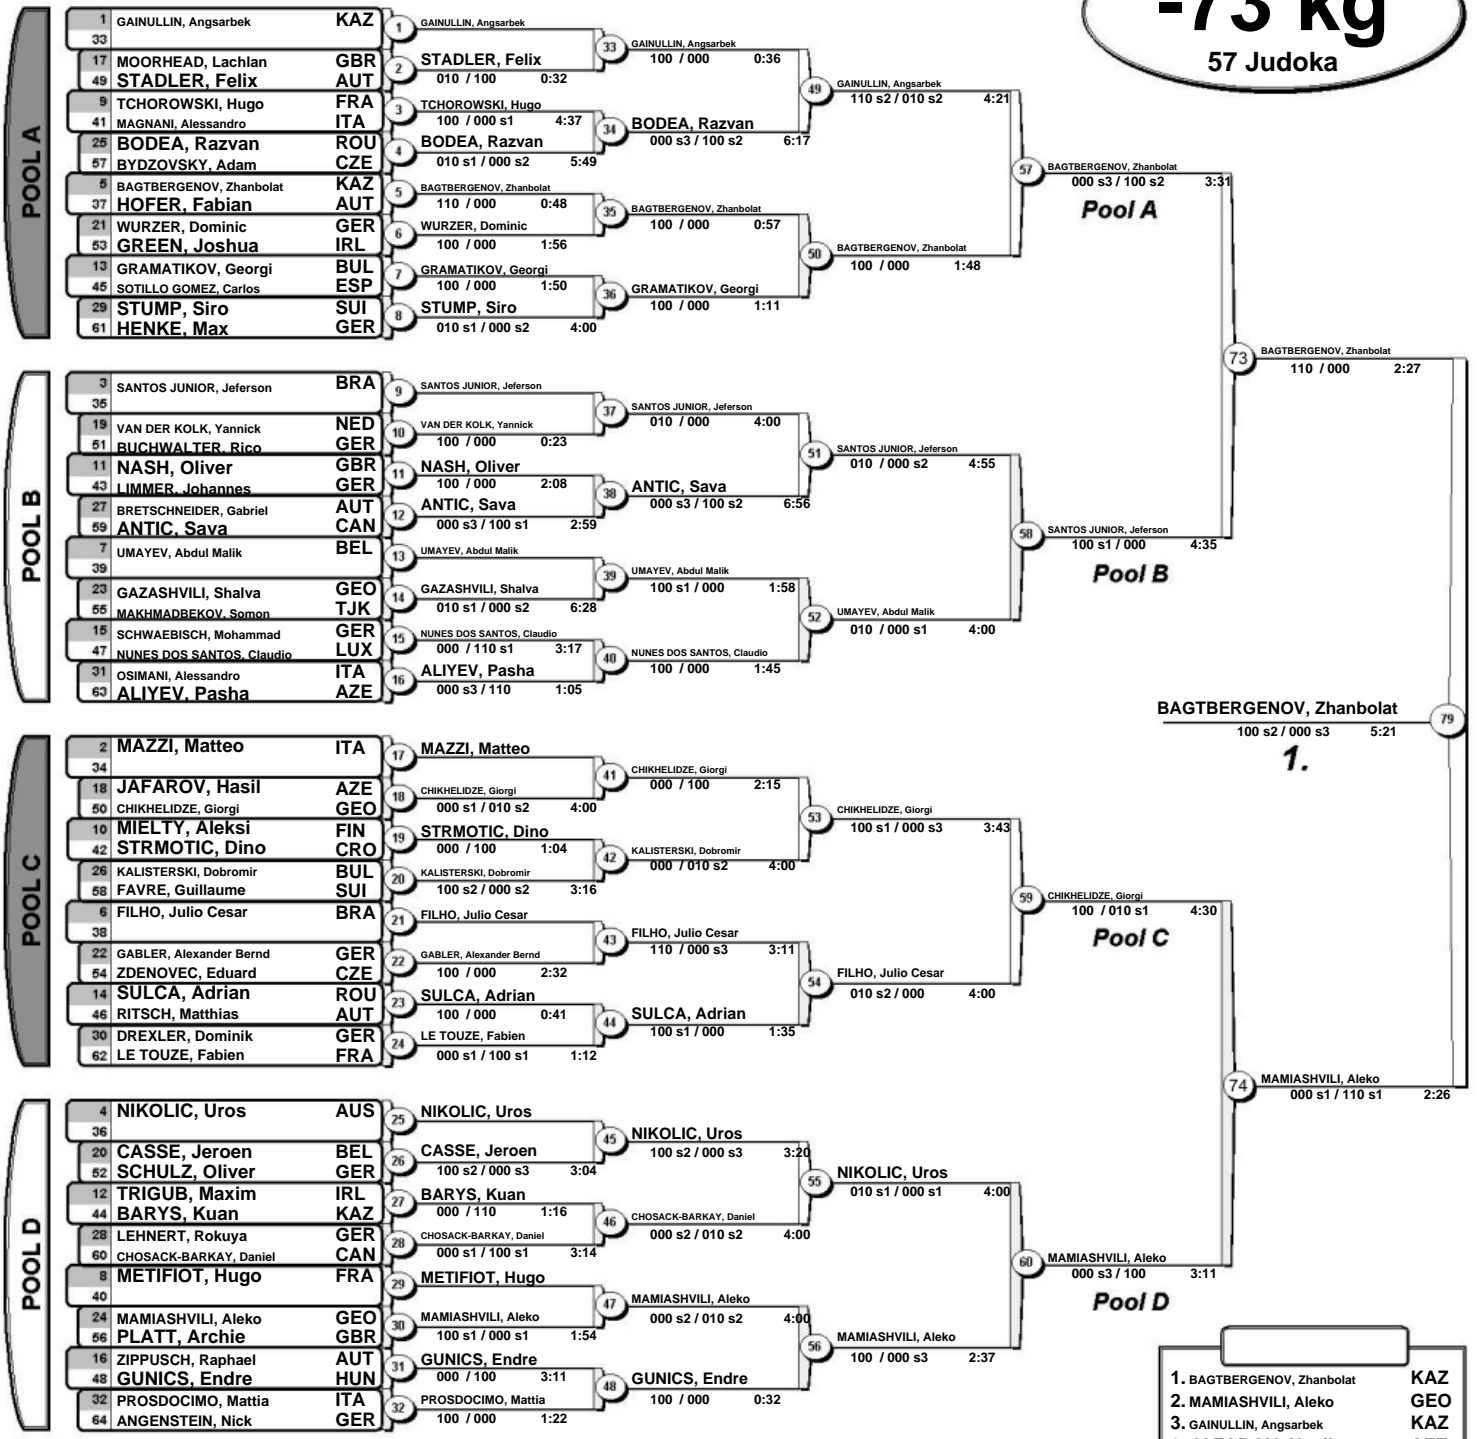 -73 kg
57 Judoka
POOL A
1 GAINULLIN, Angsarbek KAZ
33
17 MOORHEAD, Lachlan GBR
49 STADLER, Felix AUT
9 TCHOROWSKI, Hugo FRA
41 MAGNANI, Alessandro ITA
25 BODEA, Razvan ROU
57 BYDZOVSKY, Adam CZE
5 BAGTBERGENOV, Zhanbolat KAZ
37 HOFER, Fabian AUT
21 WURZER, Dominic GER
53 GREEN, Joshua IRL
13 GRAMATIKOV, Georgi BUL
45 SOTILLO GOMEZ, Carlos ESP
29 STUMP, Siro SUI
61 HENKE, Max GER
1 GAINULLIN, Angsarbek
2 STADLER, Felix
010 / 100 0:32
3 TCHOROWSKI, Hugo
100 / 000 s1 4:37
4 BODEA, Razvan
010 s1 / 000 s2 5:49
5 BAGTBERGENOV, Zhanbolat
110 / 000 0:48
6 WURZER, Dominic
100 / 000 1:56
7 GRAMATIKOV, Georgi
100 / 000 1:50
8 STUMP, Siro
010 s1 / 000 s2 4:00
33 GAINULLIN, Angsarbek
100 / 000 0:36
34 BODEA, Razvan
000 s3 / 100 s2 6:17
35 BAGTBERGENOV, Zhanbolat
100 / 000 0:57
36 GRAMATIKOV, Georgi
100 / 000 1:11
49 GAINULLIN, Angsarbek
110 s2 / 010 s2 4:21
50 BAGTBERGENOV, Zhanbolat
100 / 000 1:48
57 BAGTBERGENOV, Zhanbolat
000 s3 / 100 s2 3:31
Pool A
POOL B
3 SANTOS JUNIOR, Jeferson BRA
35
19 VAN DER KOLK, Yannick NED
51 BUCHWALTER, Rico GER
11 NASH, Oliver GBR
43 LIMMER, Johannes GER
27 BRETSCHNEIDER, Gabriel AUT
59 ANTIC, Sava CAN
7 UMAYEV, Abdul Malik BEL
39
23 GAZASHVILI, Shalva GEO
55 MAKHMADBEKOV, Somon TJK
15 SCHWAEBISCH, Mohammad GER
47 NUNES DOS SANTOS, Claudio LUX
31 OSIMANI, Alessandro ITA
63 ALIYEV, Pasha AZE
9 SANTOS JUNIOR, Jeferson
10 VAN DER KOLK, Yannick
100 / 000 0:23
11 NASH, Oliver
100 / 000 2:08
12 ANTIC, Sava
000 s3 / 100 s1 2:59
13 UMAYEV, Abdul Malik
14 GAZASHVILI, Shalva
010 s1 / 000 s2 6:28
15 NUNES DOS SANTOS, Claudio
000 / 110 s1 3:17
16 ALIYEV, Pasha
000 s3 / 110 1:05
37 SANTOS JUNIOR, Jeferson
010 / 000 4:00
38 ANTIC, Sava
000 s3 / 100 s2 6:56
39 UMAYEV, Abdul Malik
100 s1 / 000 1:58
40 NUNES DOS SANTOS, Claudio
100 / 000 1:45
51 SANTOS JUNIOR, Jeferson
010 / 000 s2 4:55
52 UMAYEV, Abdul Malik
010 / 000 s1 4:00
58 SANTOS JUNIOR, Jeferson
100 s1 / 000 4:35
Pool B
73 BAGTBERGENOV, Zhanbolat
110 / 000 2:27
BAGTBERGENOV, Zhanbolat 79
100 s2 / 000 s3 5:21
1.
POOL C
2 MAZZI, Matteo ITA
34
18 JAFAROV, Hasil AZE
50 CHIKHELIDZE, Giorgi GEO
10 MIELTY, Aleksi FIN
42 STRMOTIC, Dino CRO
26 KALISTERSKI, Dobromir BUL
58 FAVRE, Guillaume SUI
6 FILHO, Julio Cesar BRA
38
22 GABLER, Alexander Bernd GER
54 ZDENOVEC, Eduard CZE
14 SULCA, Adrian ROU
46 RITSCH, Matthias AUT
30 DREXLER, Dominik GER
62 LE TOUZE, Fabien FRA
17 MAZZI, Matteo
18 CHIKHELIDZE, Giorgi
000 s1 / 010 s2 4:00
19 STRMOTIC, Dino
000 / 100 1:04
20 KALISTERSKI, Dobromir
100 s2 / 000 s2 3:16
21 FILHO, Julio Cesar
22 GABLER, Alexander Bernd
100 / 000 2:32
23 SULCA, Adrian
100 / 000 0:41
24 LE TOUZE, Fabien
000 s1 / 100 s1 1:12
41 CHIKHELIDZE, Giorgi
000 / 100 2:15
42 KALISTERSKI, Dobromir
000 / 010 s2 4:00
43 FILHO, Julio Cesar
110 / 000 s3 3:11
44 SULCA, Adrian
100 s1 / 000 1:35
53 CHIKHELIDZE, Giorgi
100 s1 / 000 s3 3:43
54 FILHO, Julio Cesar
010 s2 / 000 4:00
59 CHIKHELIDZE, Giorgi
100 / 010 s1 4:30
Pool C
POOL D
4 NIKOLIC, Uros AUS
36
20 CASSE, Jeroen BEL
52 SCHULZ, Oliver GER
12 TRIGUB, Maxim IRL
44 BARYS, Kuan KAZ
28 LEHNERT, Rokuya GER
60 CHOSACK-BARKAY, Daniel CAN
8 METIFIOT, Hugo FRA
40
24 MAMIASHVILI, Aleko GEO
56 PLATT, Archie GBR
16 ZIPPUSCH, Raphael AUT
48 GUNICS, Endre HUN
32 PROSDOCIMO, Mattia ITA
64 ANGENSTEIN, Nick GER
25 NIKOLIC, Uros
26 CASSE, Jeroen
100 s2 / 000 s3 3:04
27 BARYS, Kuan
000 / 110 1:16
28 CHOSACK-BARKAY, Daniel
000 s1 / 100 s1 3:14
29 METIFIOT, Hugo
30 MAMIASHVILI, Aleko
100 s1 / 000 s1 1:54
31 GUNICS, Endre
000 / 100 3:11
32 PROSDOCIMO, Mattia
100 / 000 1:22
45 NIKOLIC, Uros
100 s2 / 000 s3 3:20
46 CHOSACK-BARKAY, Daniel
000 s2 / 010 s2 4:00
47 MAMIASHVILI, Aleko
000 s2 / 010 s2 4:00
48 GUNICS, Endre
100 / 000 0:32
55 NIKOLIC, Uros
010 s1 / 000 s1 4:00
56 MAMIASHVILI, Aleko
100 / 000 s3 2:37
60 MAMIASHVILI, Aleko
000 s3 / 100 3:11
Pool D
74 MAMIASHVILI, Aleko
000 s1 / 110 s1 2:26
1. BAGTBERGENOV, Zhanbolat KAZ
2. MAMIASHVILI, Aleko GEO
3. GAINULLIN, Angsarbek KAZ